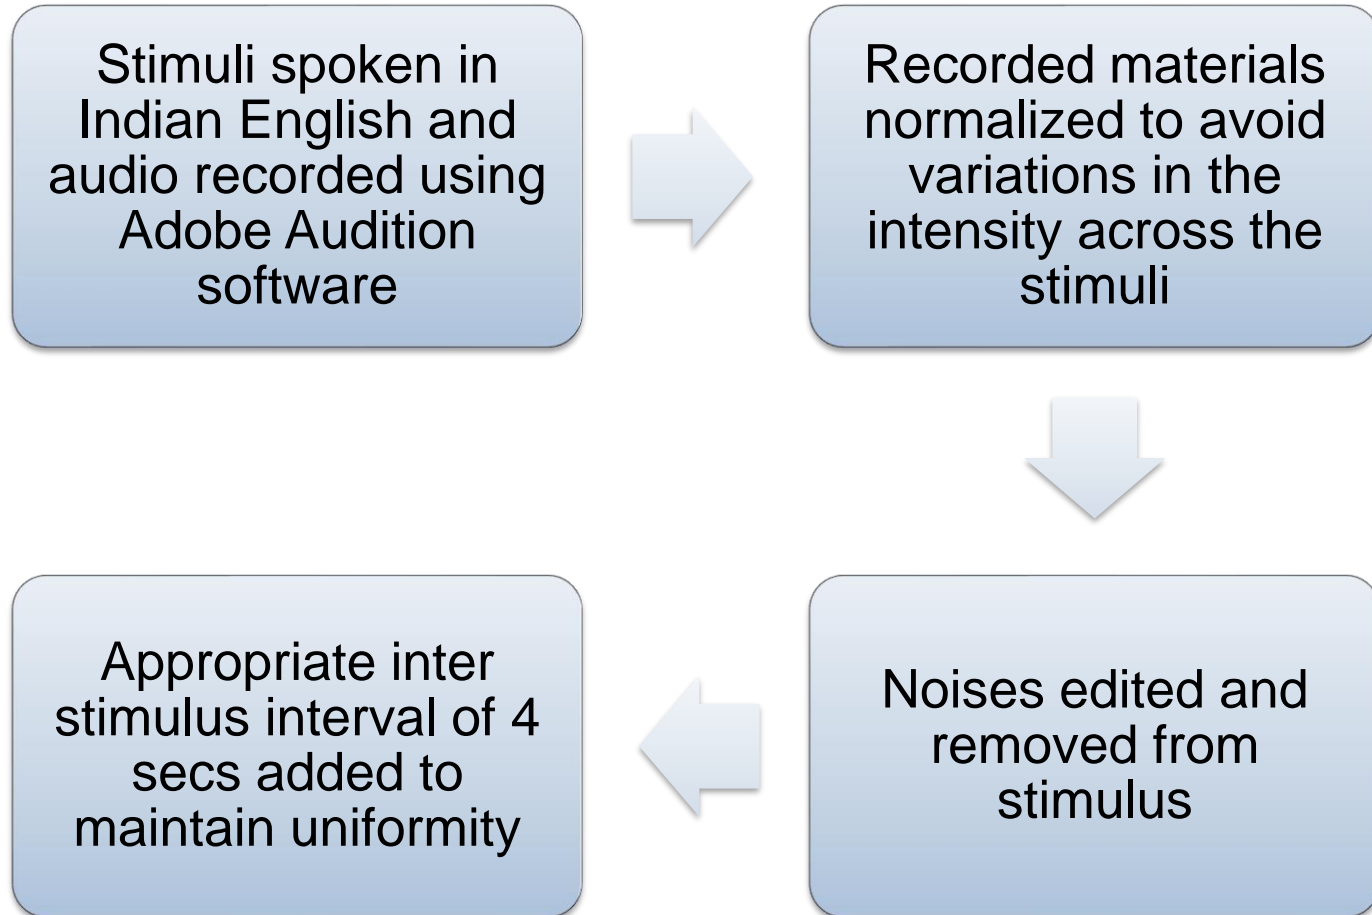 Stimuli spoken in
Indian English and
audio recorded using
Adobe Audition
software
Recorded materials
normalized to avoid
variations in the
intensity across the
stimuli
Noises edited and
removed from
stimulus
Appropriate inter
stimulus interval of 4
secs added to
maintain uniformity